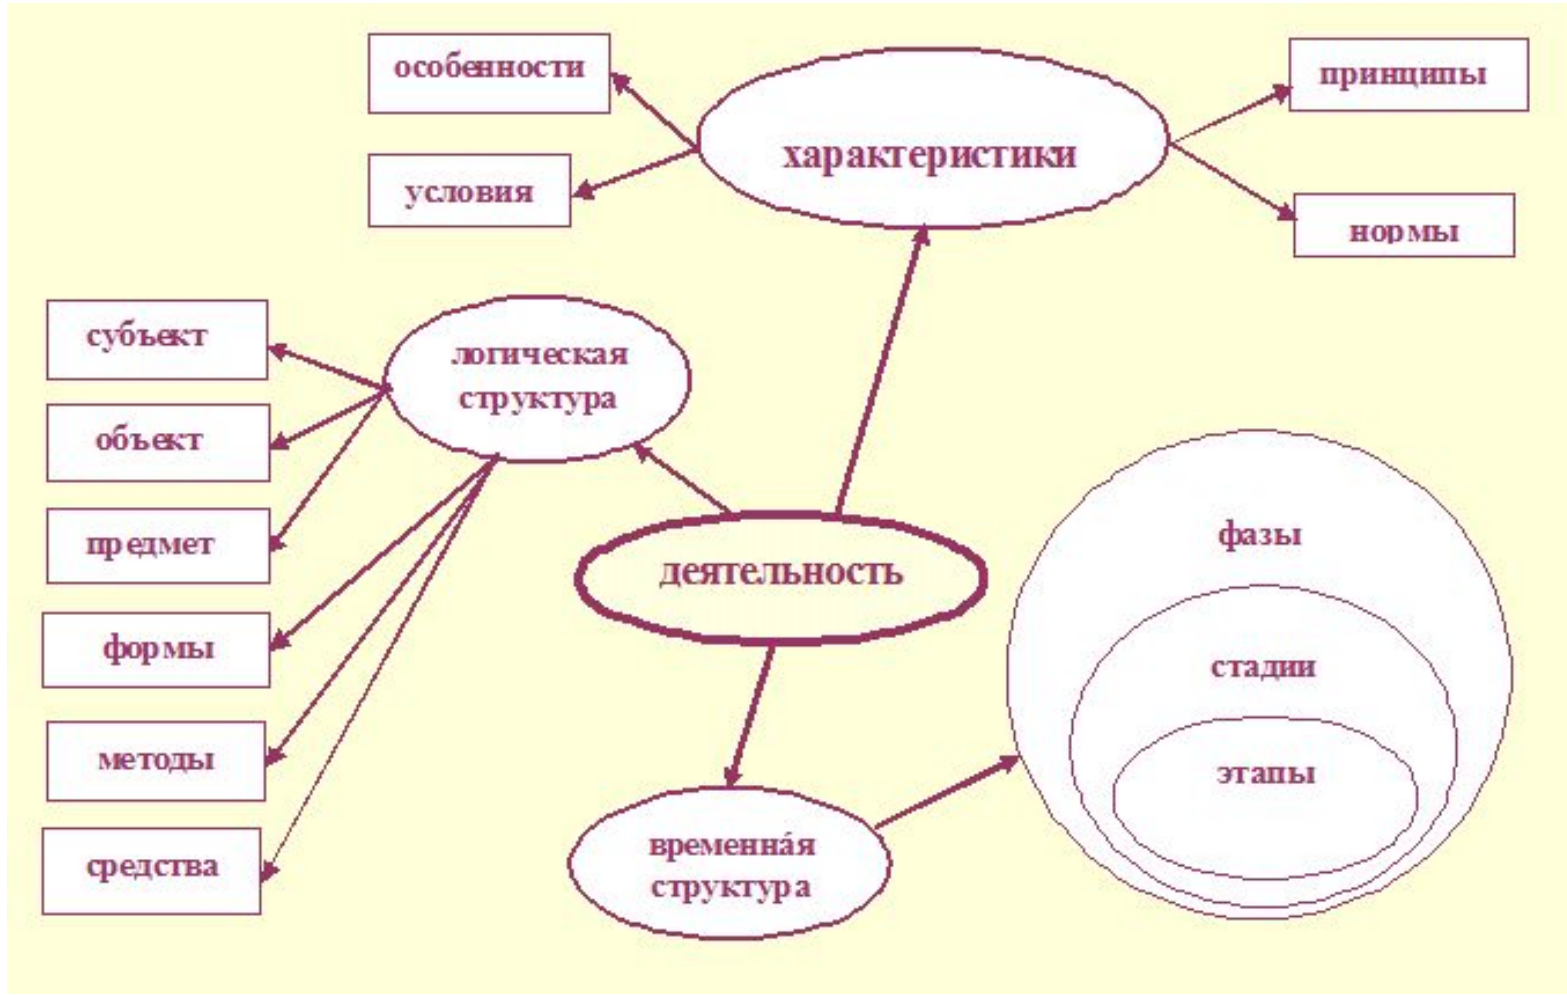 особенности
принципы
характеристики
условия
нормы
субъект
логическая
структура
объект
предмет
фазы
деятельность
формы
стадии
методы
этапы
временнáя
структура
средства